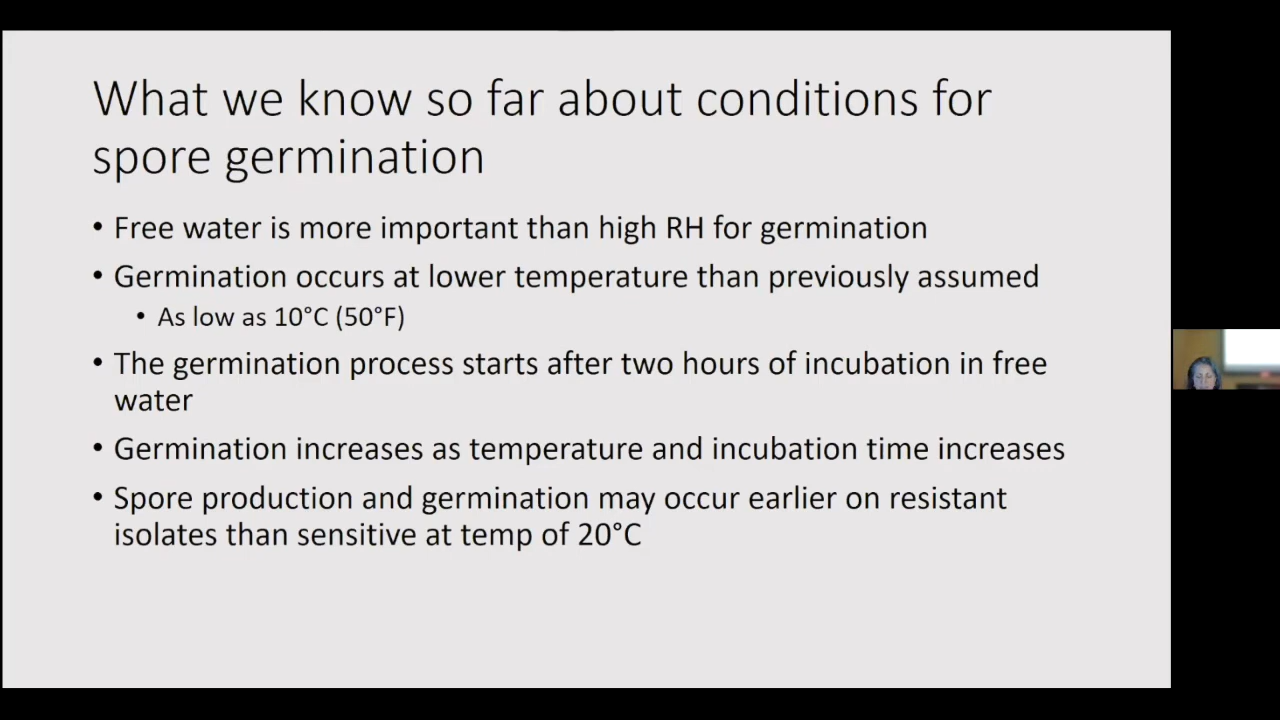 What we know so far about conditions for
spore germination
• Free water is more important than high RH for germination
• Germination occurs at lower temperature than previously assumed
• As low as 10°C (50°F)
• The germination process starts after two hours of incubation in free
water
• Germination increases as temperature and incubation time increases
• Spore production and germination may occur earlier on resistant
isolates than sensitive at temp of 20°C